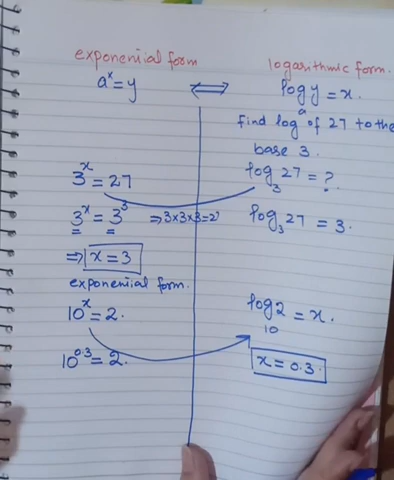 exponential form
a^x = y
3^x = 27
3^x = 3^3 ⇒ 3×3×3=27
⇒ x = 3
exponential form.
10^x = 2.
10^0.3 = 2.
⟺
logarithmic form.
log_a y = x.
find log of 27 to the
base 3.
log_3 27 = ?
log_3 27 = 3.
log_10 2 = x.
x = 0.3.